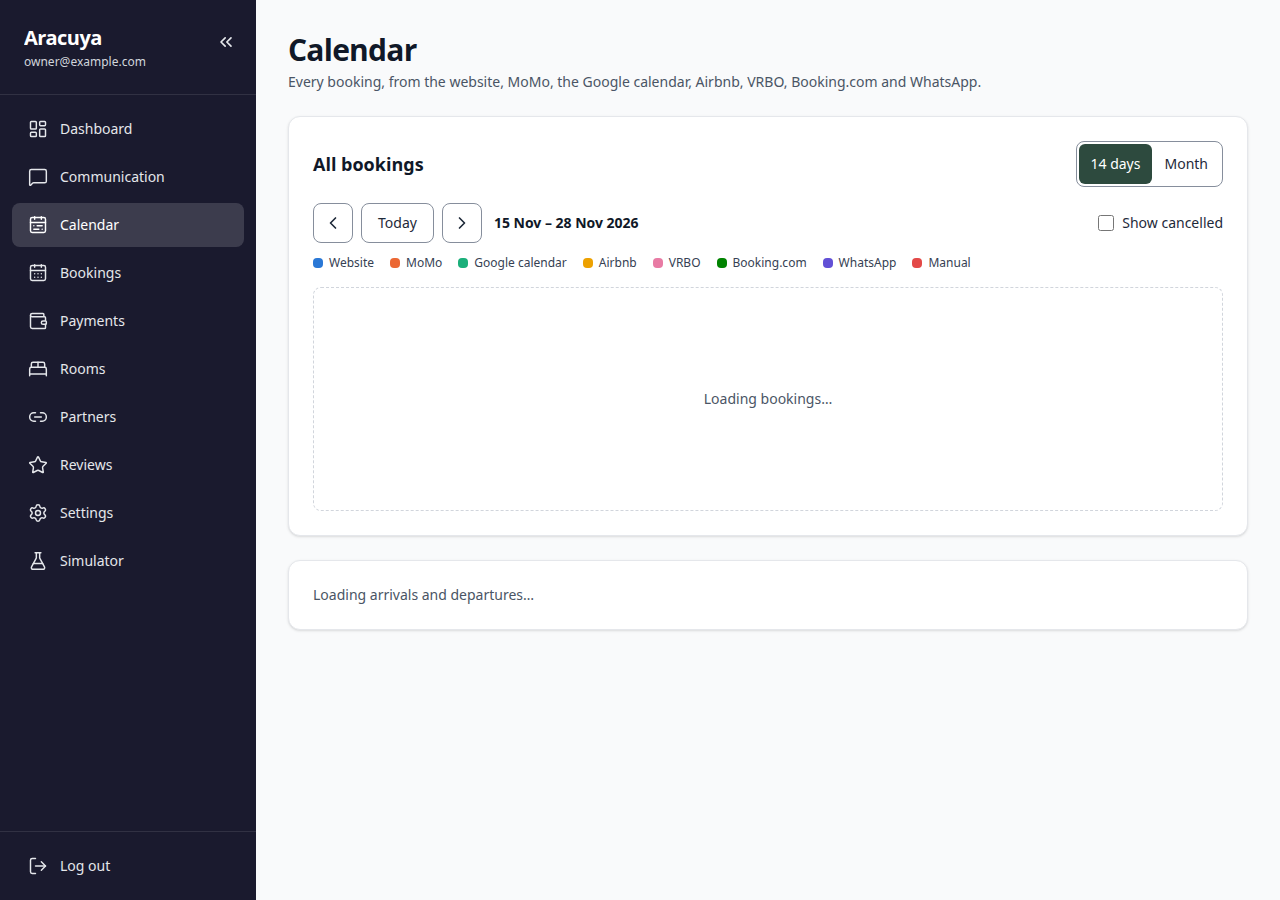 Aracuya
owner@example.com
Dashboard
Communication
Calendar
Bookings
Payments
Rooms
Partners
Reviews
Settings
Simulator
Log out
Calendar
Every booking, from the website, MoMo, the Google calendar, Airbnb, VRBO, Booking.com and WhatsApp.
All bookings
14 days Month
Today 15 Nov – 28 Nov 2026 Show cancelled
Website MoMo Google calendar Airbnb VRBO Booking.com WhatsApp Manual
Loading bookings...
Loading arrivals and departures...